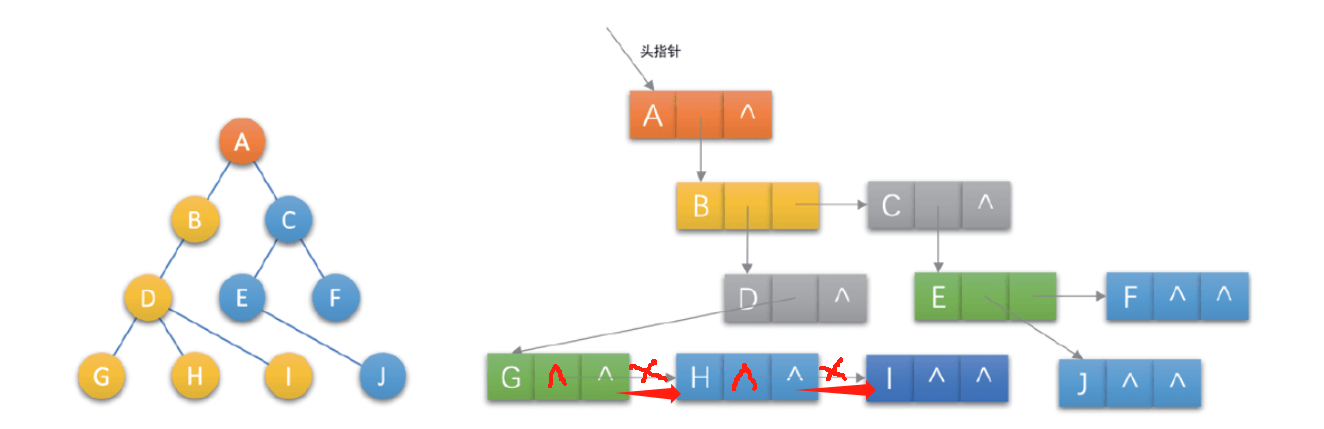 头指针
A ^
A
B C ^
B C
D ^ E F ^ ^
D E F
G ^ ^ H ^ ^ I ^ ^ J ^ ^
G H I J